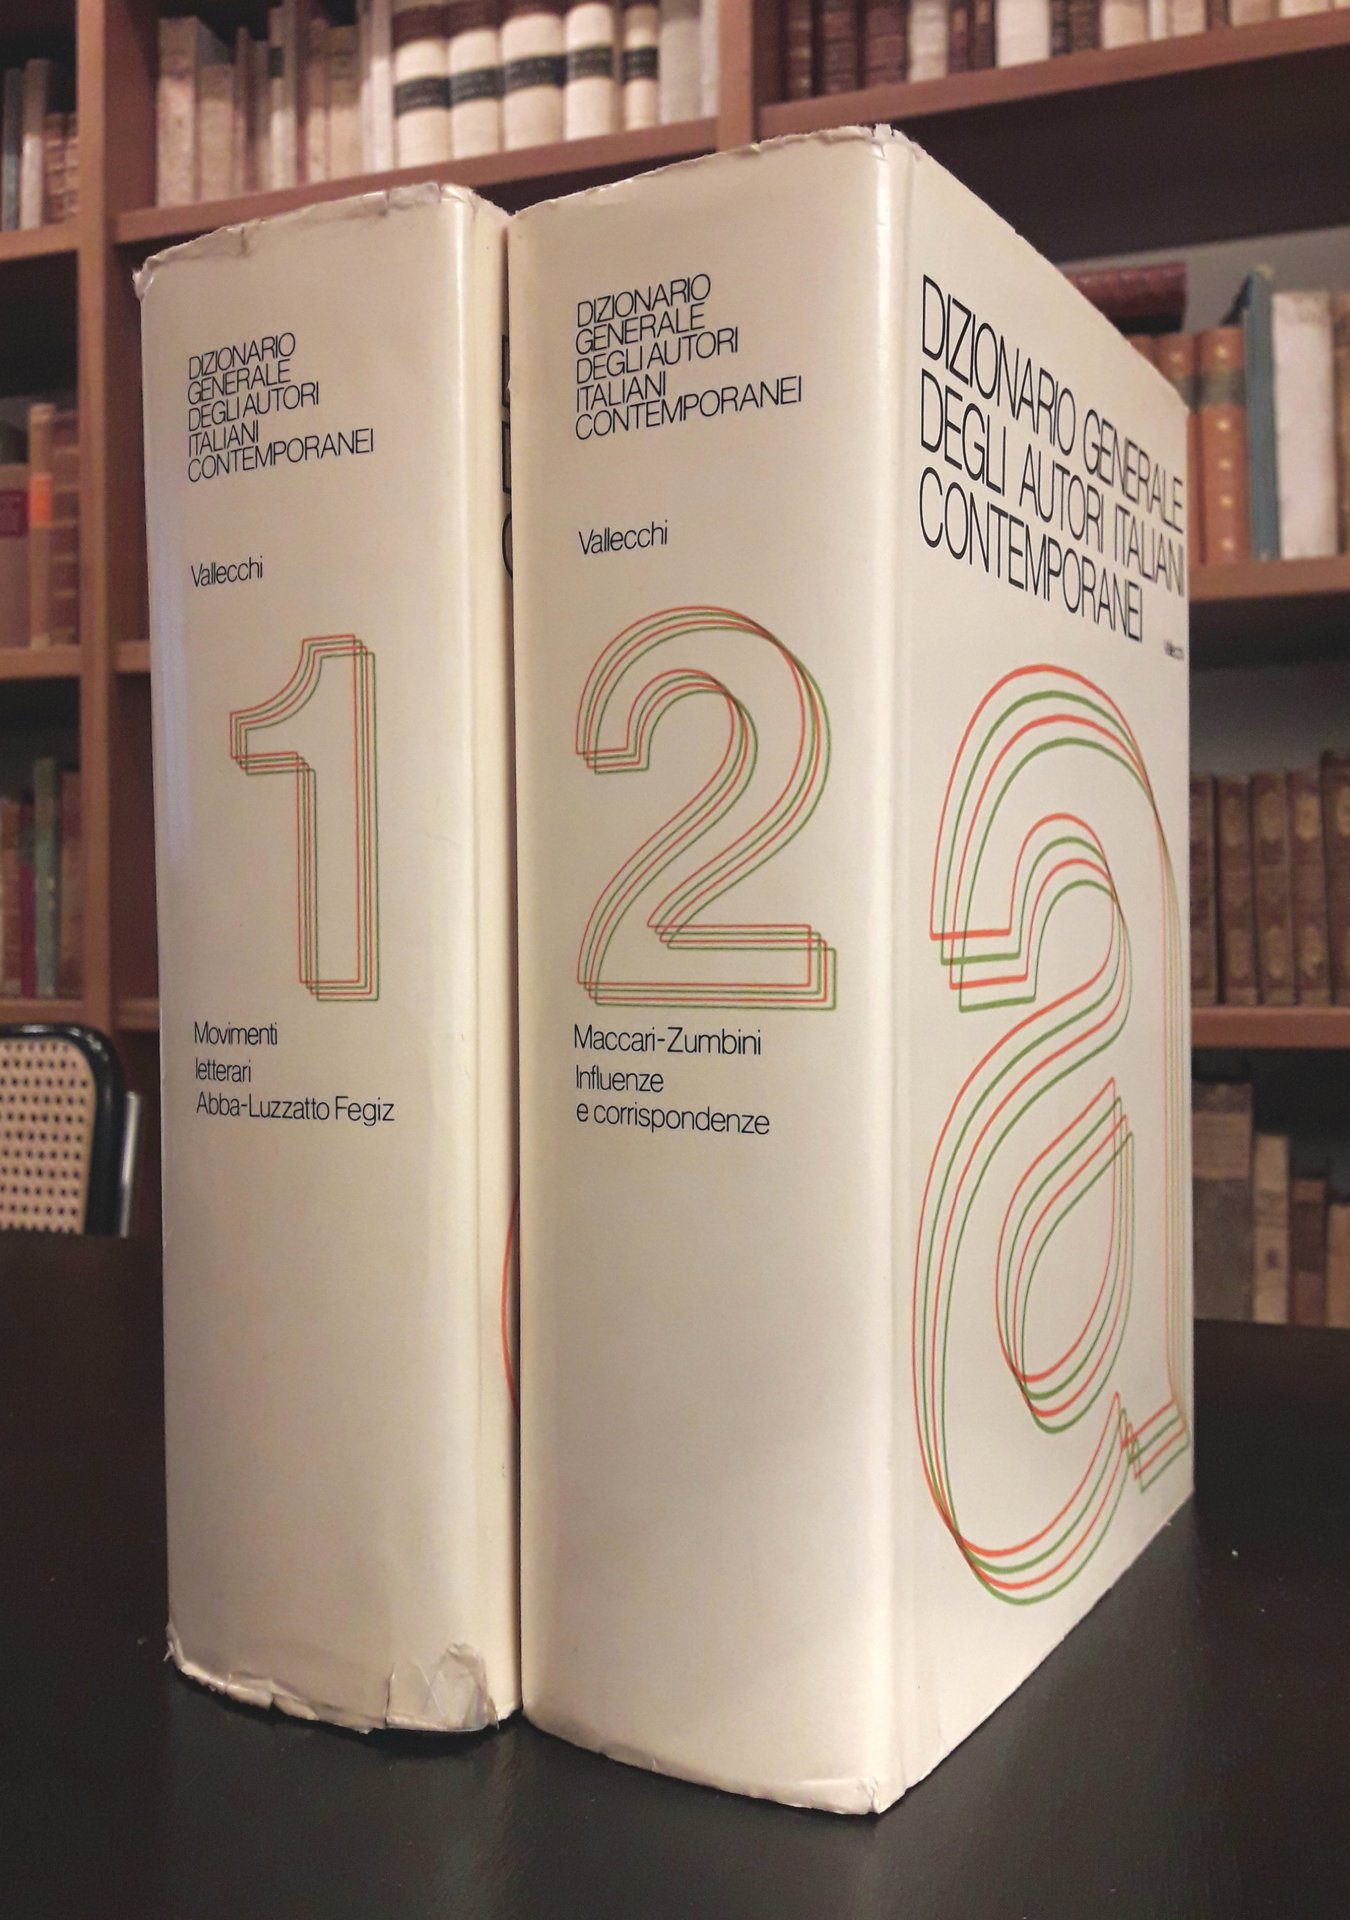 DIZIONARIO
GENERALE
DEGLI AUTORI
ITALIANI
CONTEMPORANEI
Vallecchi
1
Movimenti
letterari
Abba-Luzzatto Fegiz
DIZIONARIO
GENERALE
DEGLI AUTORI
ITALIANI
CONTEMPORANEI
Vallecchi
2
Maccari-Zumbini
Influenze
e corrispondenze
DIZIONARIO GENERALE
DEGLI AUTORI ITALIANI
CONTEMPORANEI
Vallecchi
a